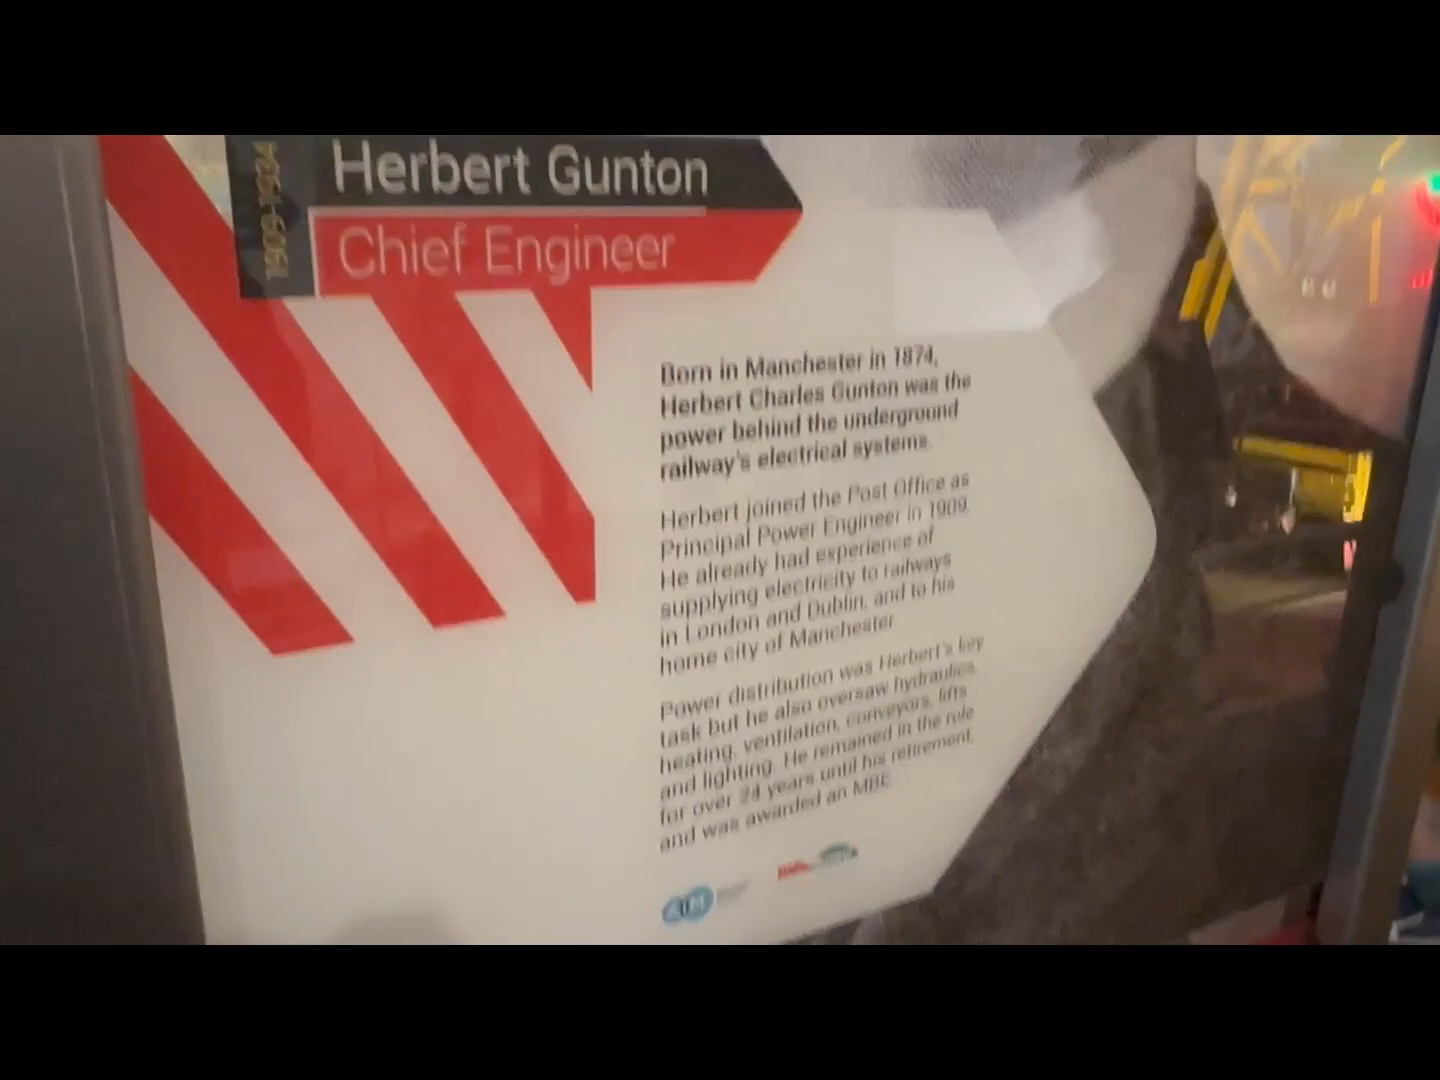 1909-1934
Herbert Gunton
Chief Engineer
Born in Manchester in 1874,
Herbert Charles Gunton was the
power behind the underground
railway's electrical systems.
Herbert joined the Post Office as
Principal Power Engineer in 1909.
He already had experience of
supplying electricity to railways
in London and Dublin, and to his
home city of Manchester.
Power distribution was Herbert's key
task but he also oversaw hydraulics,
heating, ventilation, conveyors, lifts
and lighting. He remained in the role
for over 24 years until his retirement,
and was awarded an MBE.
AIM